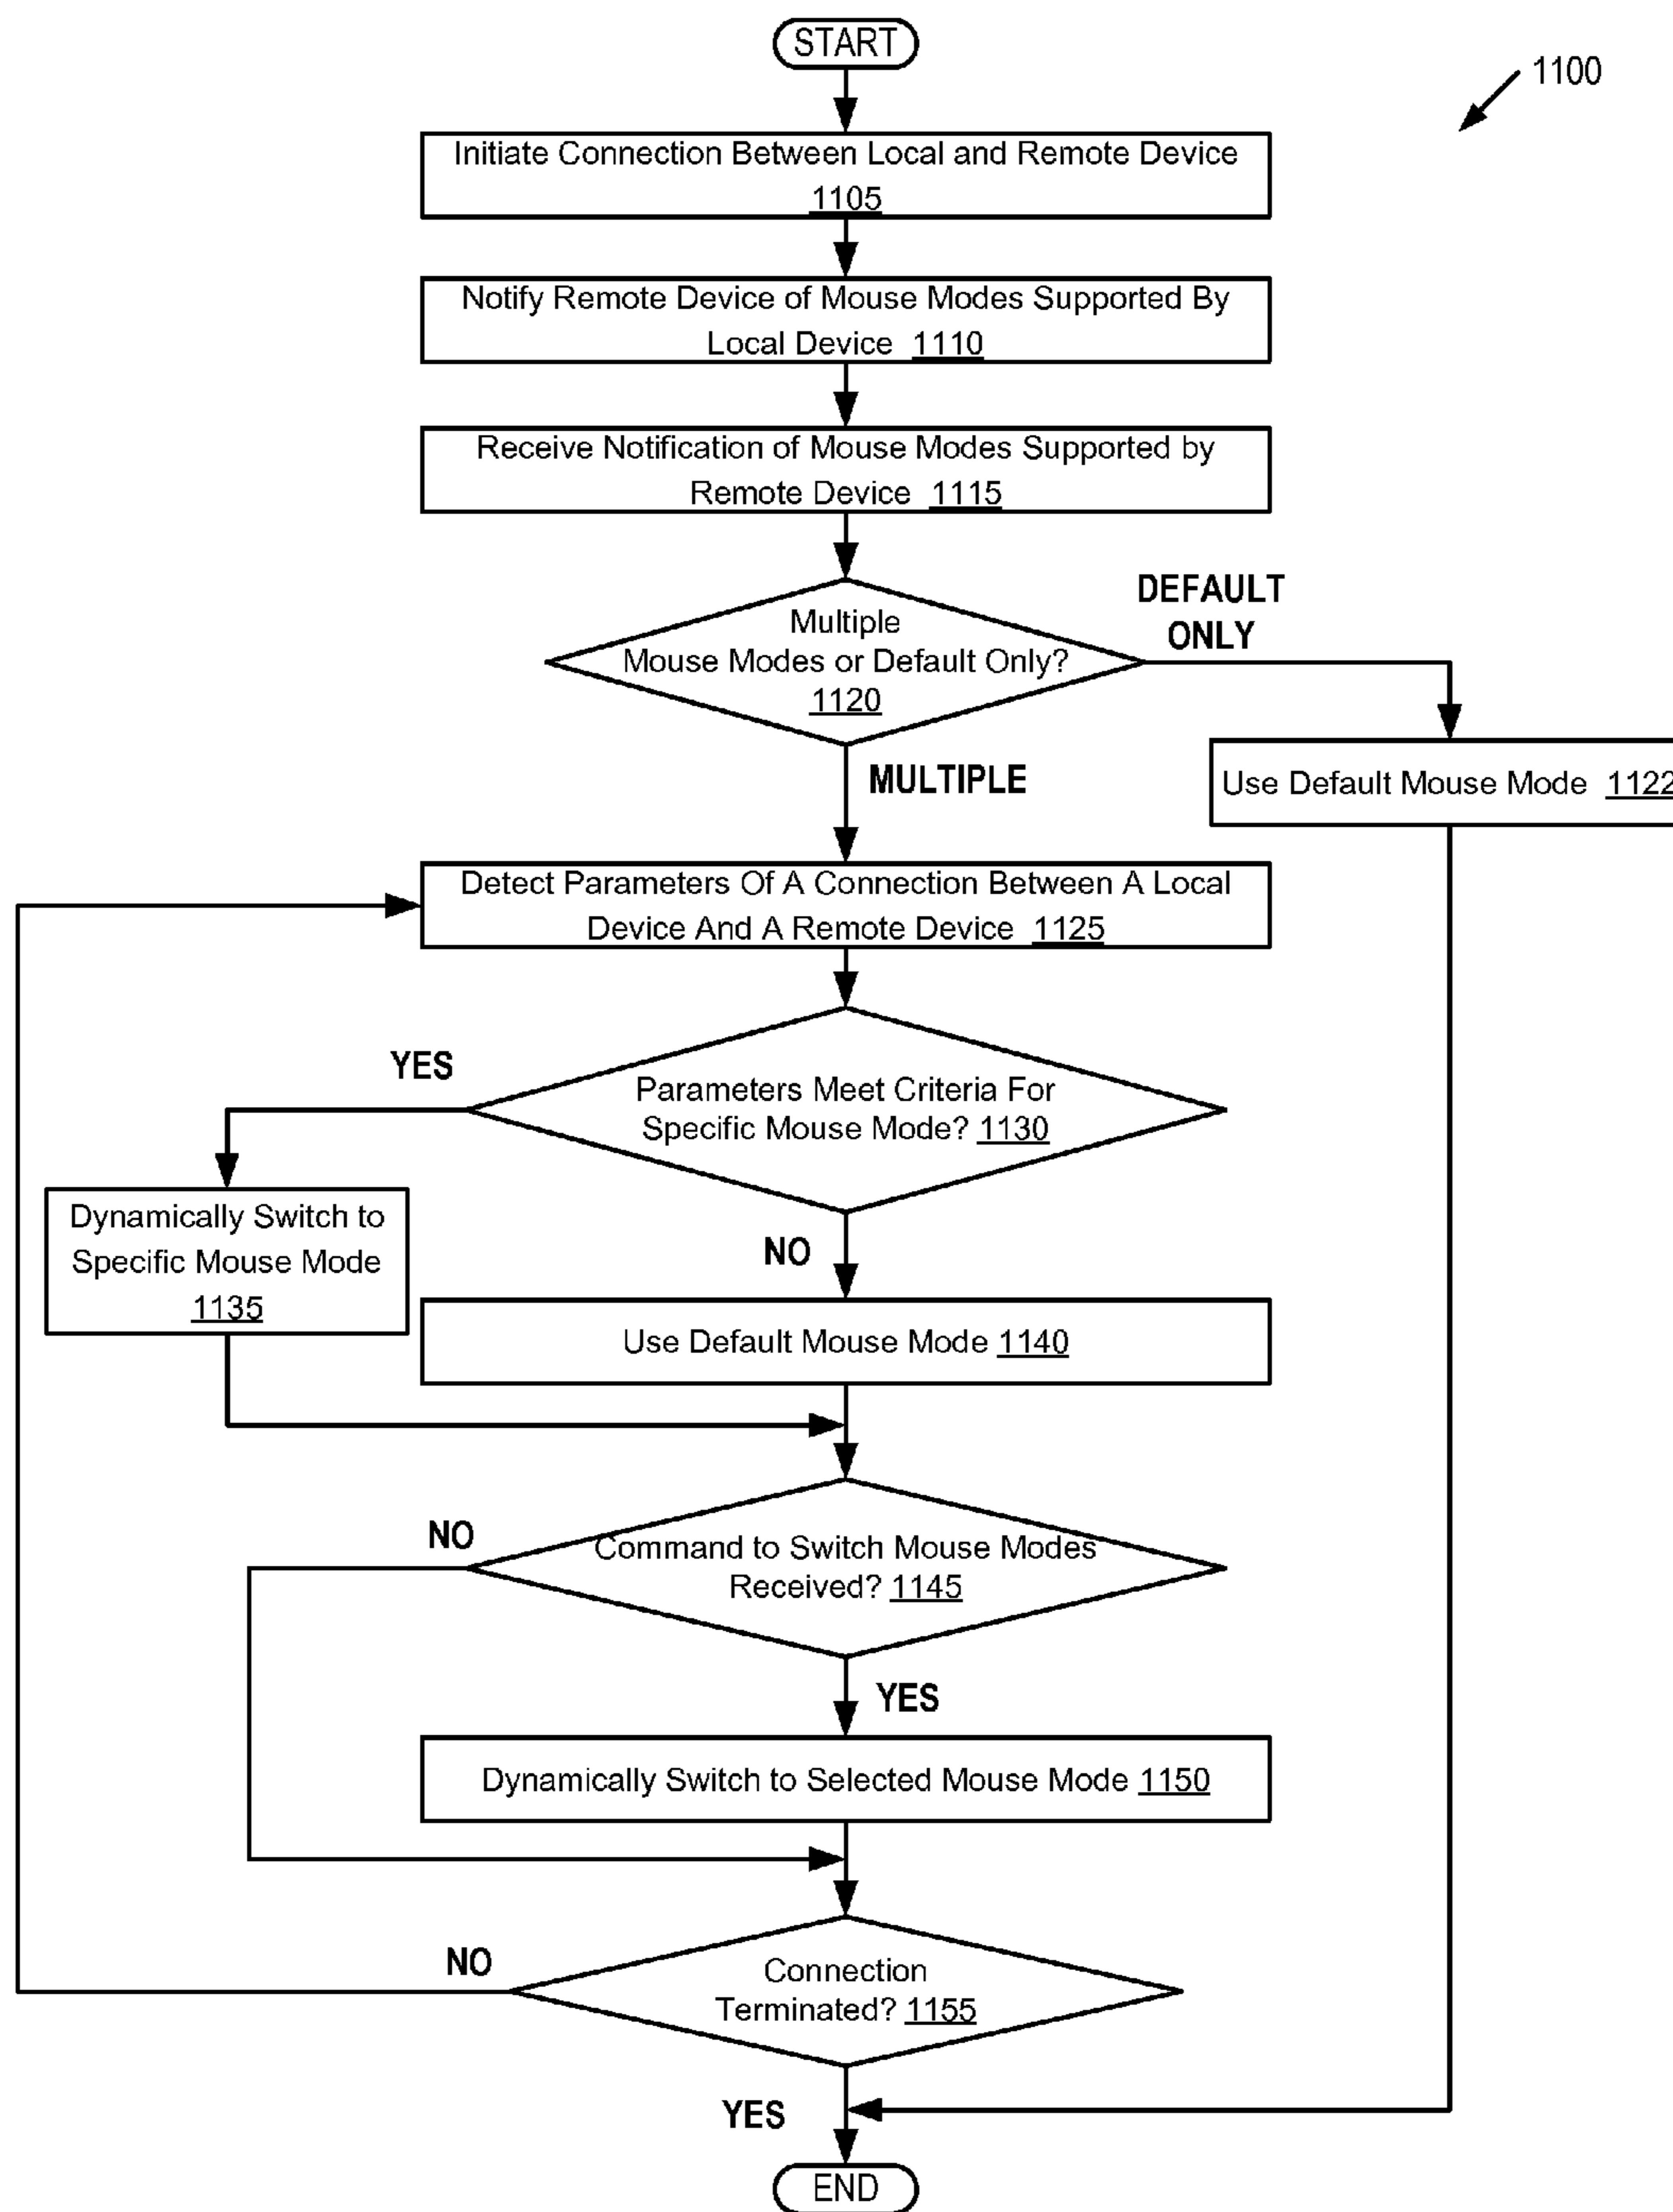 START
1100
Initiate Connection Between Local and Remote Device
1105
Notify Remote Device of Mouse Modes Supported By
Local Device 1110
Receive Notification of Mouse Modes Supported by
Remote Device 1115
Multiple
Mouse Modes or Default Only?
1120
DEFAULT
ONLY
MULTIPLE
Use Default Mouse Mode 1122
Detect Parameters Of A Connection Between A Local
Device And A Remote Device 1125
YES
Parameters Meet Criteria For
Specific Mouse Mode? 1130
Dynamically Switch to
Specific Mouse Mode
1135
NO
Use Default Mouse Mode 1140
NO
Command to Switch Mouse Modes
Received? 1145
YES
Dynamically Switch to Selected Mouse Mode 1150
NO
Connection
Terminated? 1155
YES
END